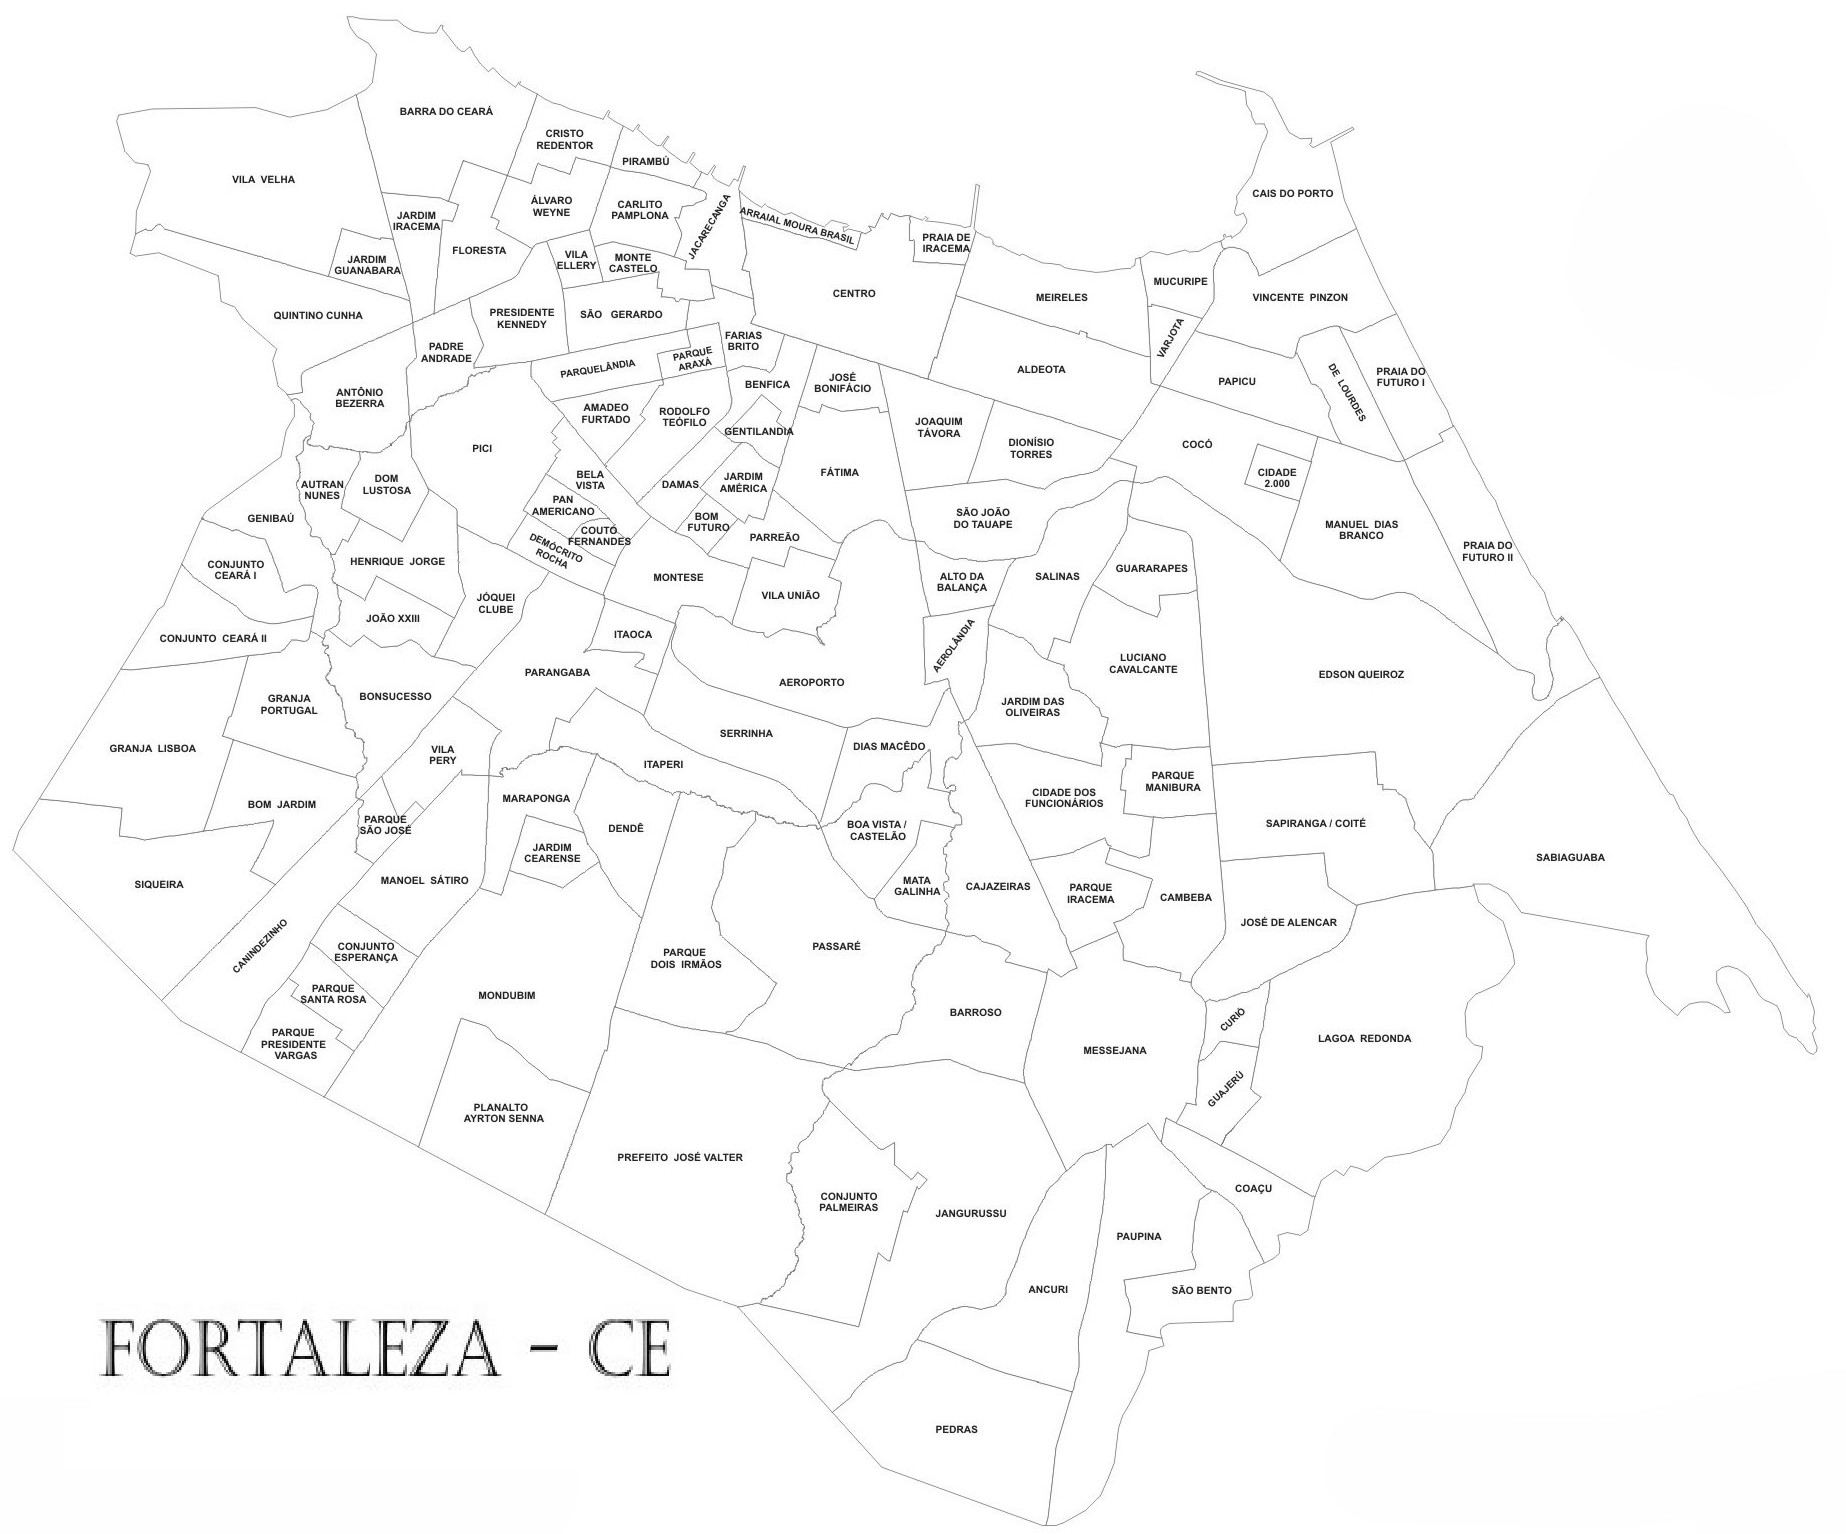 BARRA DO CEARÁ
CRISTO
REDENTOR
PIRAMBÚ
VILA VELHA
CAIS DO PORTO
ÁLVARO
WEYNE
CARLITO
PAMPLONA
JACARECANGA
ARRAIAL MOURA BRASIL
JARDIM
IRACEMA
FLORESTA
PRAIA DE
IRACEMA
JARDIM
GUANABARA
VILA
ELLERY
MONTE
CASTELO
MUCURIPE
CENTRO
MEIRELES
VINCENTE PINZON
QUINTINO CUNHA
PRESIDENTE
KENNEDY
SÃO GERARDO
FARIAS
BRITO
VARJOTA
PADRE
ANDRADE
PARQUELÂNDIA
PARQUE
ARAXÁ
ALDEOTA
PAPICU
DE LOURDES
PRAIA DO
FUTURO I
ANTÔNIO
BEZERRA
BENFICA
JOSÉ
BONIFÁCIO
AMADEO
FURTADO
RODOLFO
TEÓFILO
GENTILANDIA
JOAQUIM
TÁVORA
DIONÍSIO
TORRES
COCÓ
PICI
FÁTIMA
CIDADE
2.000
AUTRAN
NUNES
DOM
LUSTOSA
BELA
VISTA
DAMAS
JARDIM
AMÉRICA
PAN
AMERICANO
BOM
FUTURO
SÃO JOÃO
DO TAUAPE
GENIBAÚ
COUTO
FERNANDES
PARREÃO
MANUEL DIAS
BRANCO
PRAIA DO
FUTURO II
DEMÓCRITO
ROCHA
HENRIQUE JORGE
CONJUNTO
CEARÁ I
MONTESE
VILA UNIÃO
ALTO DA
BALANÇA
SALINAS
GUARARAPES
JÓQUEI
CLUBE
JOÃO XXIII
CONJUNTO CEARÁ II
ITAOCA
AEROLÂNDIA
PARANGABA
AEROPORTO
LUCIANO
CAVALCANTE
EDSON QUEIROZ
GRANJA
PORTUGAL
BONSUCESSO
JARDIM DAS
OLIVEIRAS
GRANJA LISBOA
VILA
PERY
SERRINHA
DIAS MACÊDO
ITAPERI
BOM JARDIM
MARAPONGA
CIDADE DOS
FUNCIONÁRIOS
PARQUE
MANIBURA
PARQUE
SÃO JOSÉ
DENDÊ
BOA VISTA /
CASTELÃO
SAPIRANGA / COITÉ
JARDIM
CEARENSE
SABIAGUABA
SIQUEIRA
MANOEL SÁTIRO
MATA
GALINHA
CAJAZEIRAS
PARQUE
IRACEMA
CAMBEBA
JOSÉ DE ALENCAR
CANINDEZINHO
CONJUNTO
ESPERANÇA
PARQUE
DOIS IRMÃOS
PASSARÉ
PARQUE
SANTA ROSA
MONDUBIM
BARROSO
CURIÓ
LAGOA REDONDA
PARQUE
PRESIDENTE
VARGAS
MESSEJANA
GUAJERÚ
PLANALTO
AYRTON SENNA
PREFEITO JOSÉ VALTER
CONJUNTO
PALMEIRAS
JANGURUSSU
COAÇU
PAUPINA
ANCURI
SÃO BENTO
FORTALEZA - CE
PEDRAS